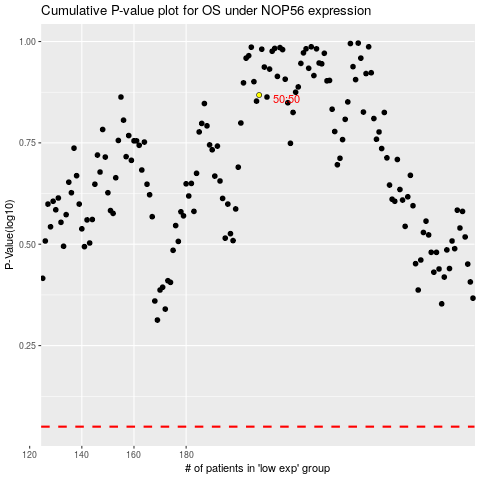 Cumulative P-value plot for OS under NOP56 expression
P-Value(log10)
1.00
0.75
0.50
0.25
50:50
120 140 160 180
# of patients in 'low exp' group